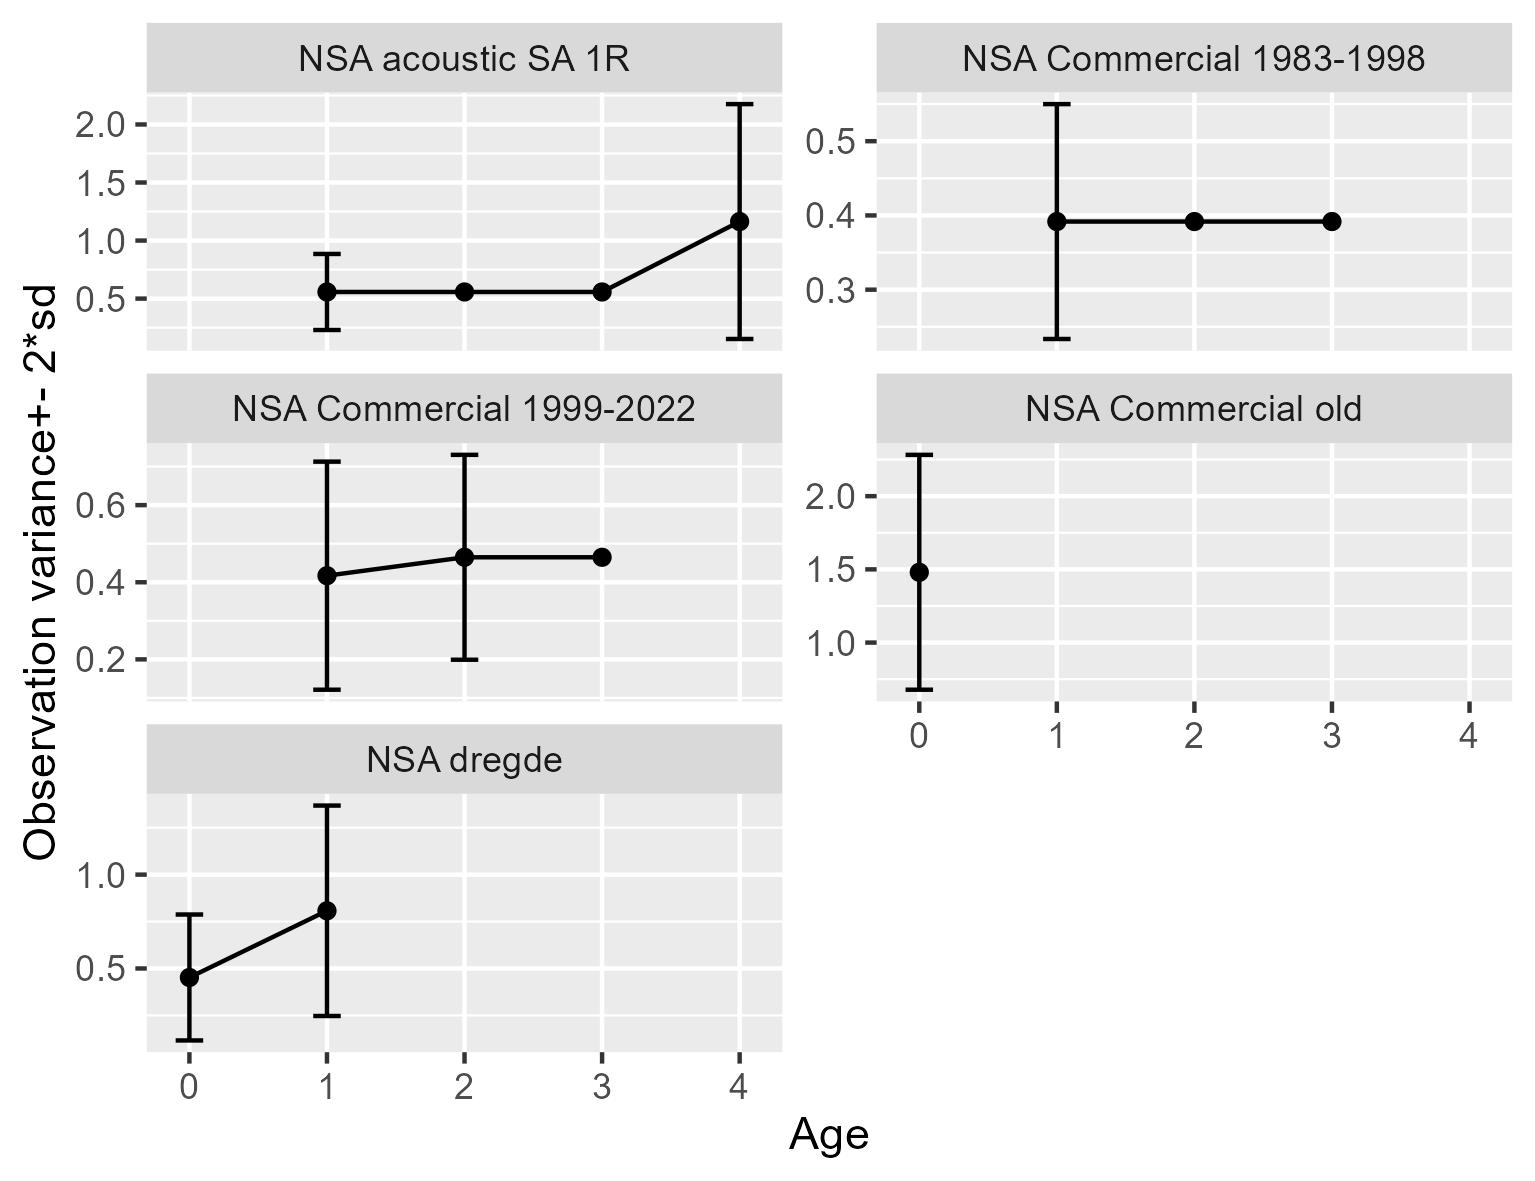 NSA acoustic SA 1R
NSA Commercial 1983-1998
2.0
1.5
1.0
0.5
0.5
0.4
0.3
NSA Commercial 1999-2022
NSA Commercial old
0.6
0.4
0.2
2.0
1.5
1.0
0 1 2 3 4
NSA dregde
1.0
0.5
0 1 2 3 4
Observation variance+- 2*sd
Age